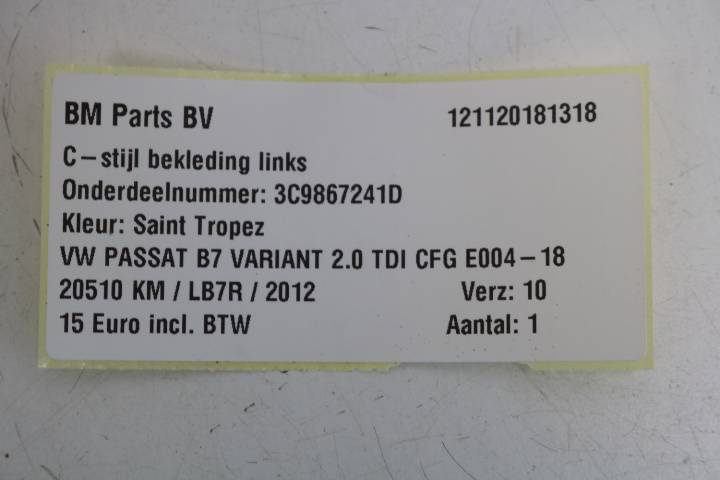 BM Parts BV 121120181318
C-stijl bekleding links
Onderdeelnummer: 3C9867241D
Kleur: Saint Tropez
VW PASSAT B7 VARIANT 2.0 TDI CFG E004-18
20510 KM / LB7R / 2012 Verz: 10
15 Euro incl. BTW Aantal: 1